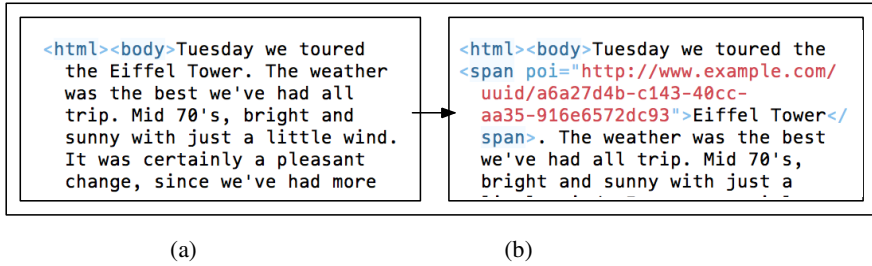 <html><body>Tuesday we toured
the Eiffel Tower. The weather
was the best we've had all
trip. Mid 70's, bright and
sunny with just a little wind.
It was certainly a pleasant
change, since we've had more
<html><body>Tuesday we toured the
<span poi="http://www.example.com/
uuid/a6a27d4b-c143-40cc-
aa35-916e6572dc93">Eiffel Tower</
span>. The weather was the best
we've had all trip. Mid 70's,
bright and sunny with just a
(a)
(b)